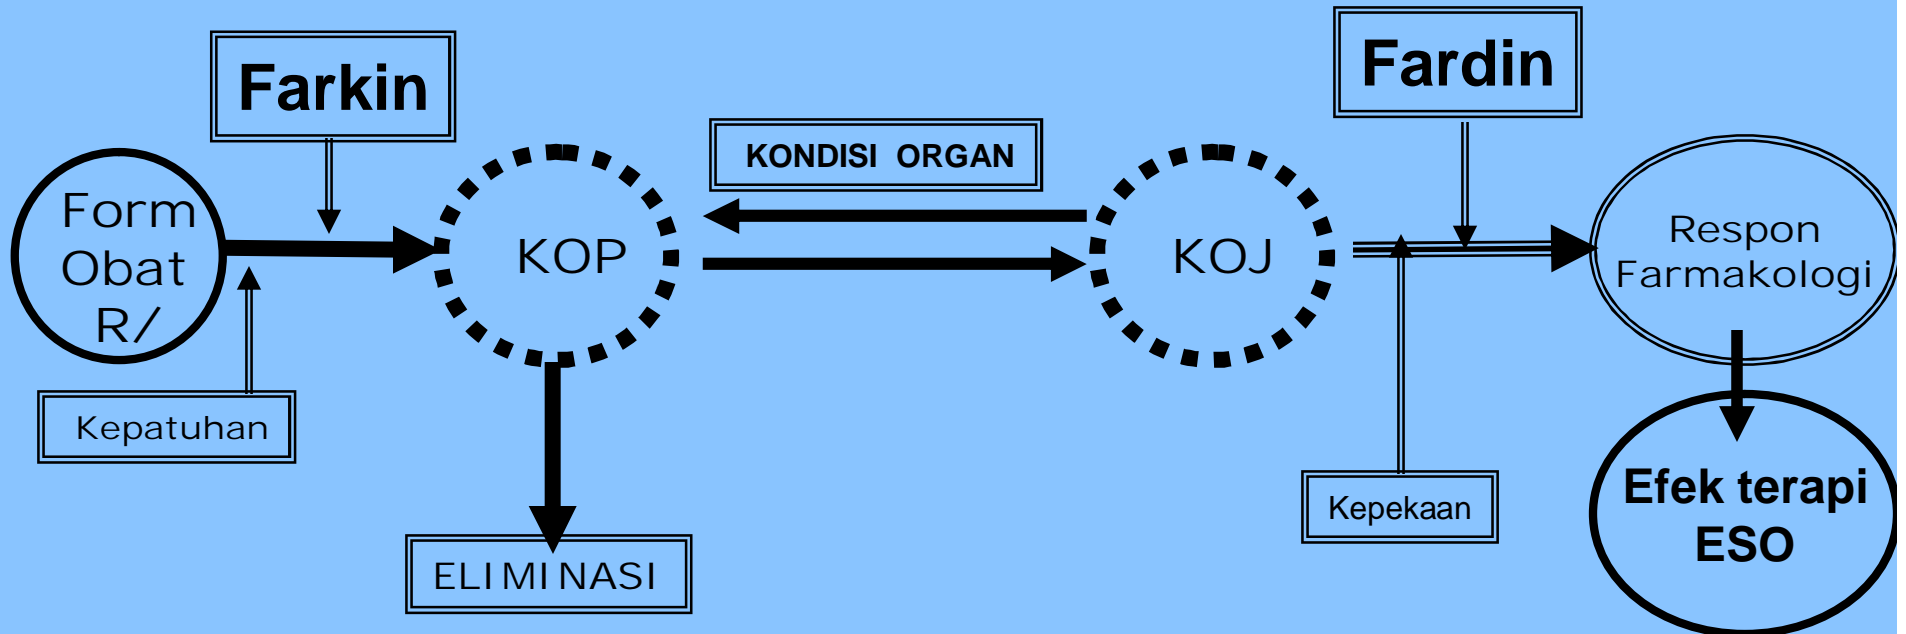 Farkin
Fardin
KONDISI ORGAN
Form
Obat
R/
KOP
KOJ
Respon
Farmakologi
Kepatuhan
Kepekaan
Efek terapi
ESO
ELIMINASI